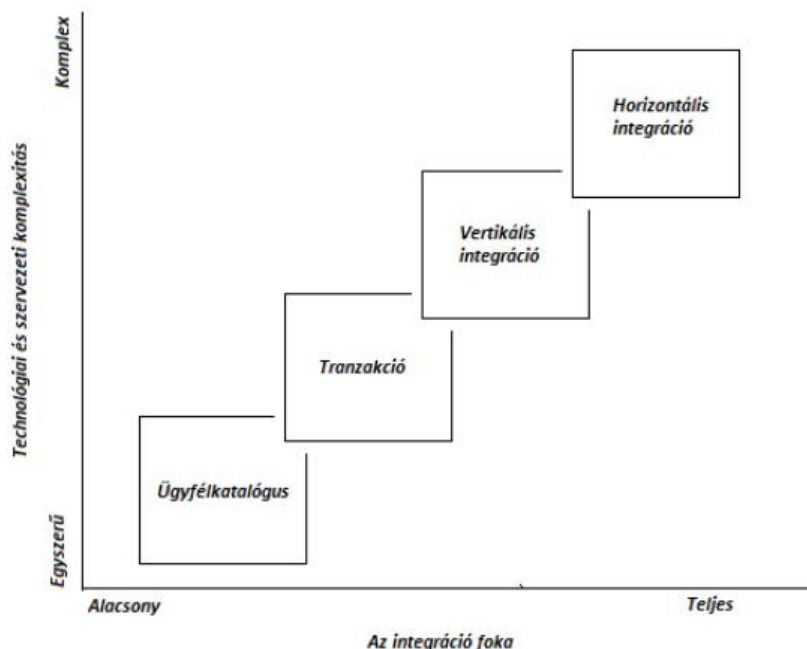 Komplex
Technológiai és szervezeti komplexitás
Egyszerű
Horizontális
integráció
Vertikális
integráció
Tranzakció
Ügyfélkatalógus
Alacsony
Teljes
Az integráció foka